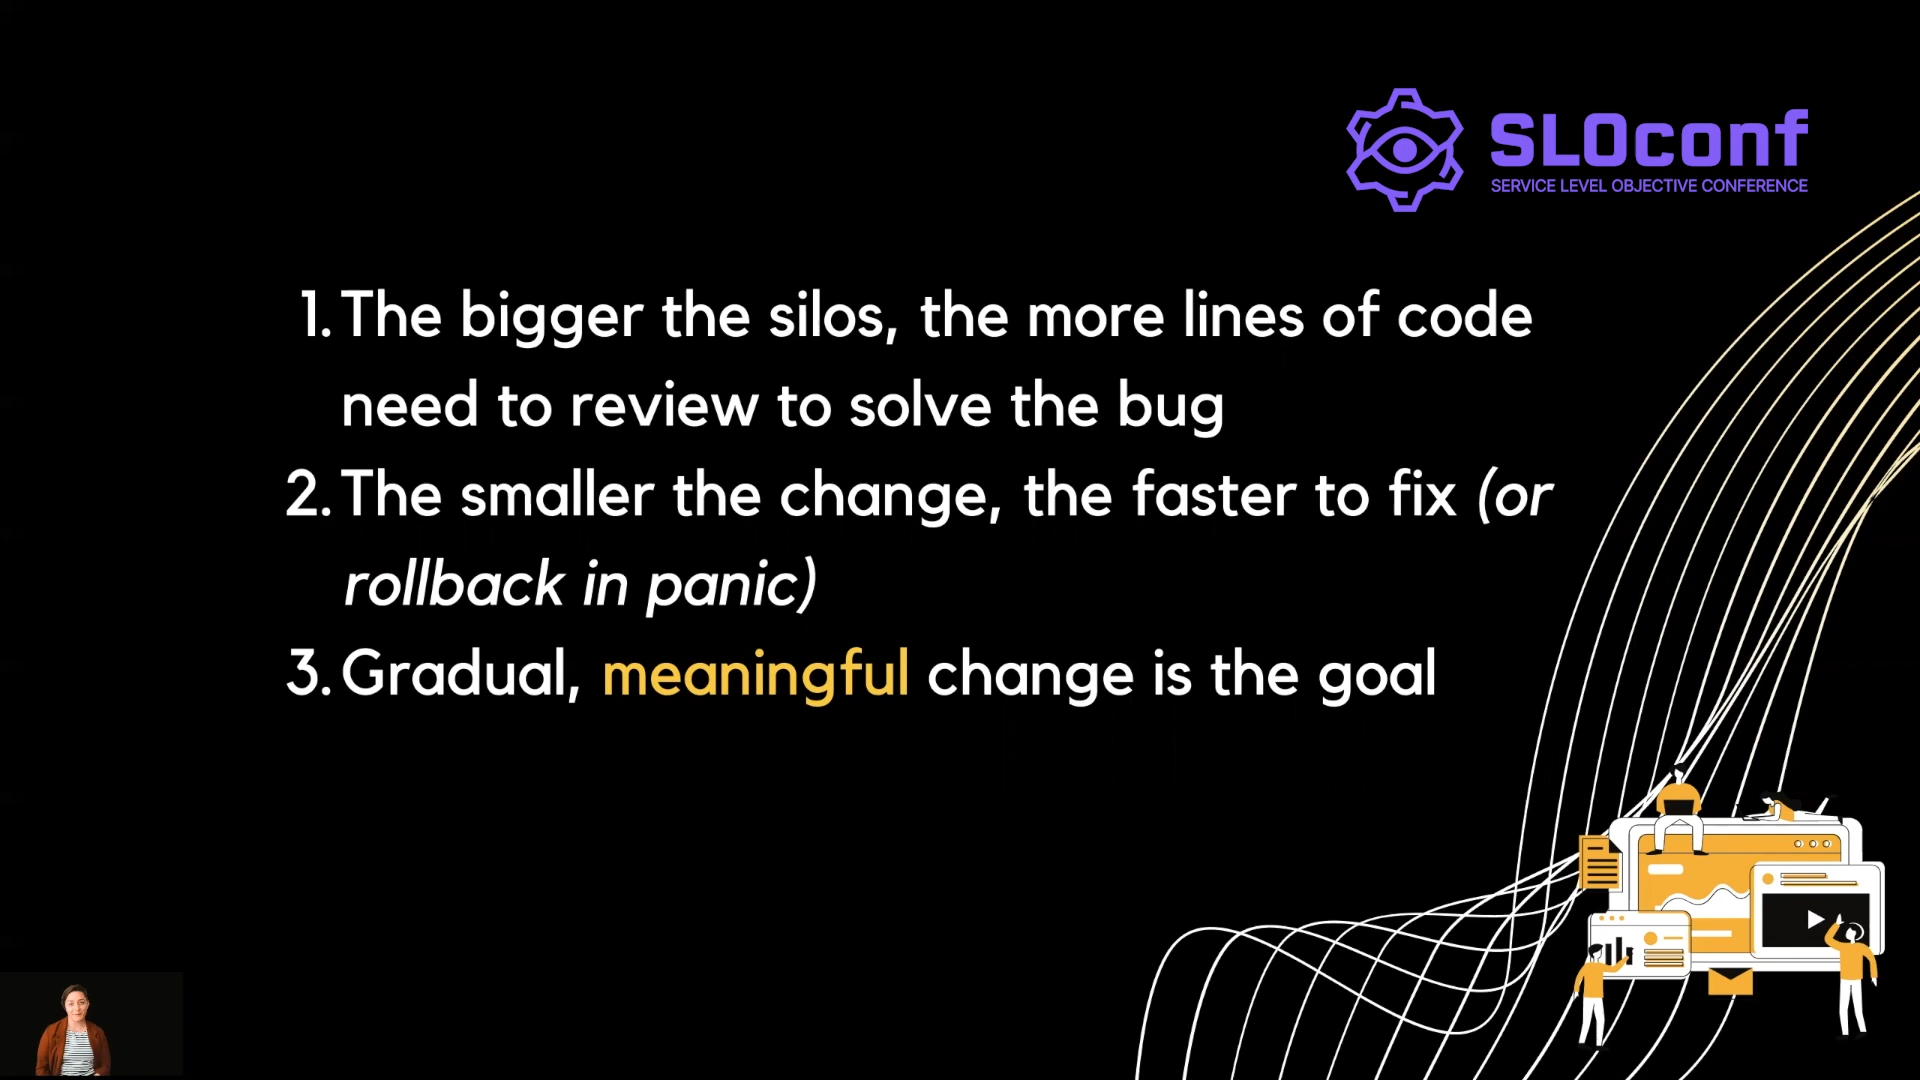 SLOconf
SERVICE LEVEL OBJECTIVE CONFERENCE
1. The bigger the silos, the more lines of code
need to review to solve the bug
2. The smaller the change, the faster to fix (or
rollback in panic)
3. Gradual, meaningful change is the goal